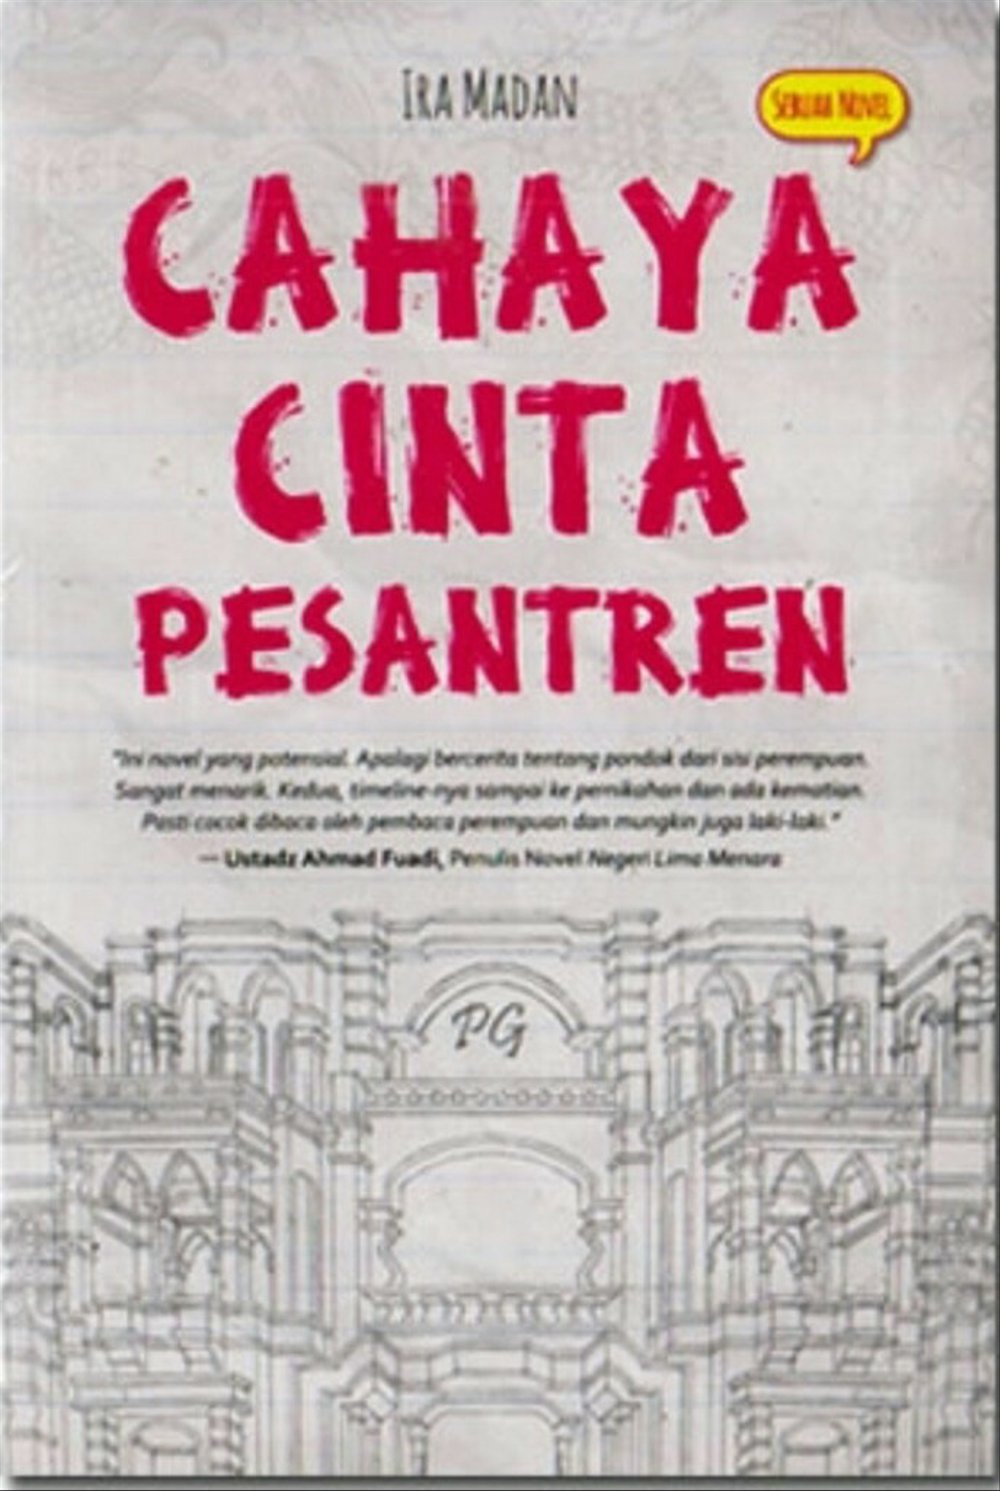 IRA MADAN
SEBUAH NOVEL
CAHAYA
CINTA
PESANTREN
"Ini novel yang potensial. Apalagi bercerita tentang pondok dari sisi perempuan.
Sangat menarik. Kedua, timeline-nya sampai ke pernikahan dan ada kematian.
Pasti cocok dibaca oleh pembaca perempuan dan mungkin juga laki-laki."
— Ustadz Ahmad Fuadi, Penulis Novel Negeri Lima Menara
PG